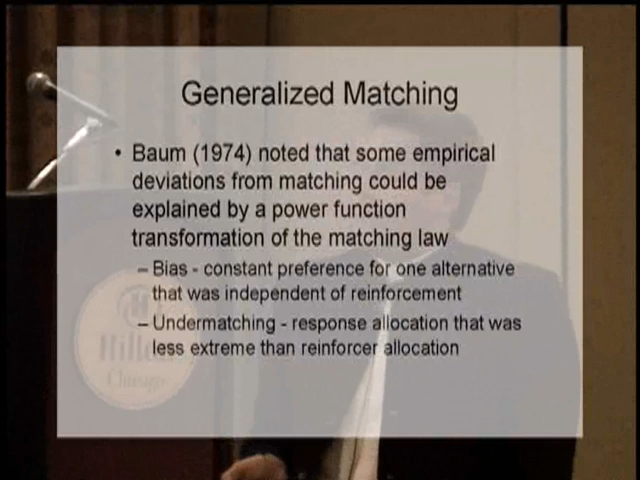 Generalized Matching
• Baum (1974) noted that some empirical
deviations from matching could be
explained by a power function
transformation of the matching law
– Bias - constant preference for one alternative
that was independent of reinforcement
– Undermatching - response allocation that was
less extreme than reinforcer allocation
Hilton
Chicago